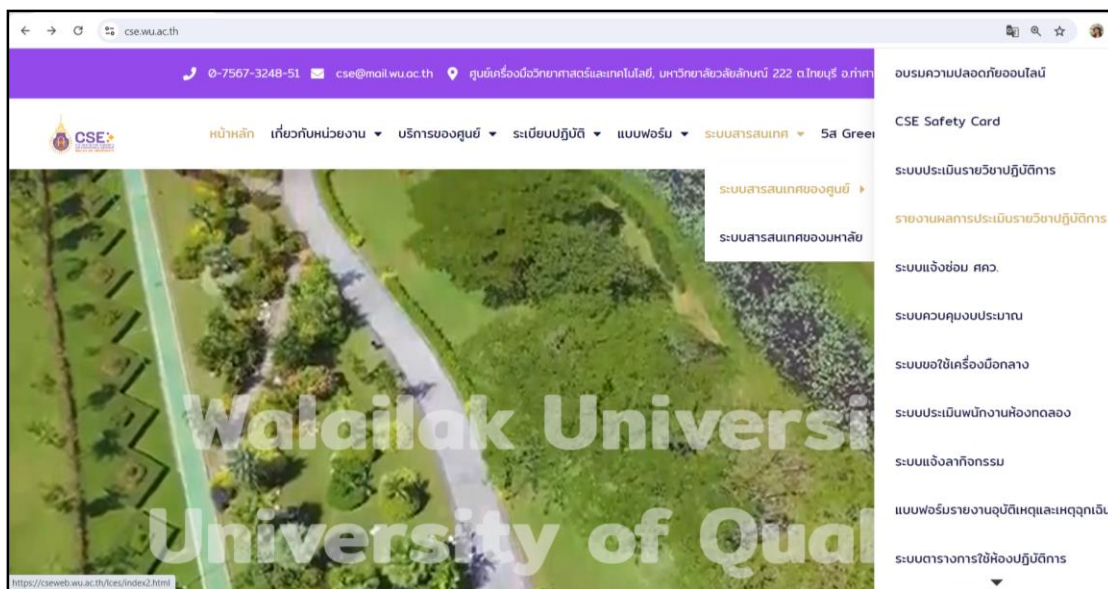 cse.wu.ac.th
0-7567-3248-51 cse@mail.wu.ac.th ศูนย์เครื่องมือวิทยาศาสตร์และเทคโนโลยี, มหาวิทยาลัยวลัยลักษณ์ 222 ต.ไทยบุรี อ.ท่าศา
CSE
หน้าหลัก เกี่ยวกับหน่วยงาน บริการของศูนย์ ระเบียบปฏิบัติ แบบฟอร์ม ระบบสารสนเทศ 5ส Green
ระบบสารสนเทศของศูนย์
ระบบสารสนเทศของมหาลัย
อบรมความปลอดภัยออนไลน์
CSE Safety Card
ระบบประเมินรายวิชาปฏิบัติการ
รายงานผลการประเมินรายวิชาปฏิบัติการ
ระบบแจ้งซ่อม ศคว.
ระบบควบคุมงบประมาณ
ระบบขอใช้เครื่องมือกลาง
ระบบประเมินพนักงานห้องทดลอง
ระบบแจ้งลากิจกรรม
แบบฟอร์มรายงานอุบัติเหตุและเหตุฉุกเฉิน
ระบบตารางการใช้ห้องปฏิบัติการ
Walailak Universi
University of Qual
https://cseweb.wu.ac.th/lces/index2.html